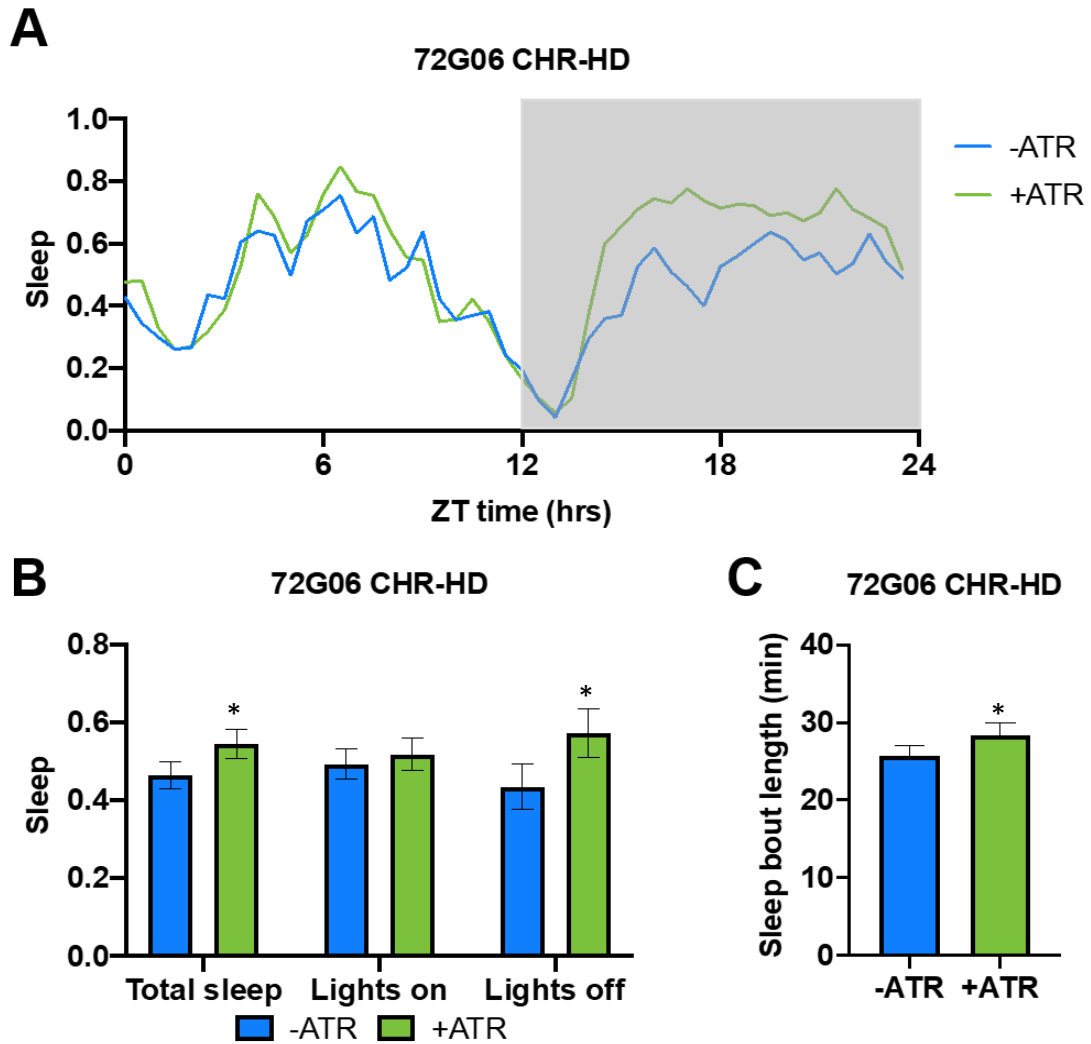 A
72G06 CHR-HD
1.0
0.8
0.6
0.4
0.2
0.0
Sleep
0 6 12 18 24
ZT time (hrs)
-ATR
+ATR
B
72G06 CHR-HD
0.8
0.6
0.4
0.2
0.0
Sleep
* *
Total sleep Lights on Lights off
-ATR +ATR
C
72G06 CHR-HD
40
30
20
10
0
Sleep bout length (min)
*
-ATR +ATR